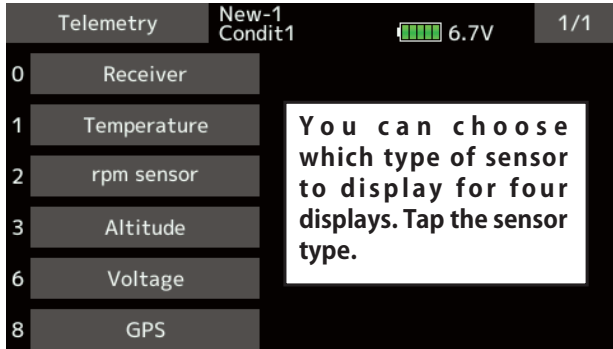 Telemetry
New-1
Condit1
6.7V
1/1
0 Receiver
1 Temperature
2 rpm sensor
3 Altitude
6 Voltage
8 GPS
You can choose
which type of sensor
to display for four
displays. Tap the sensor
type.